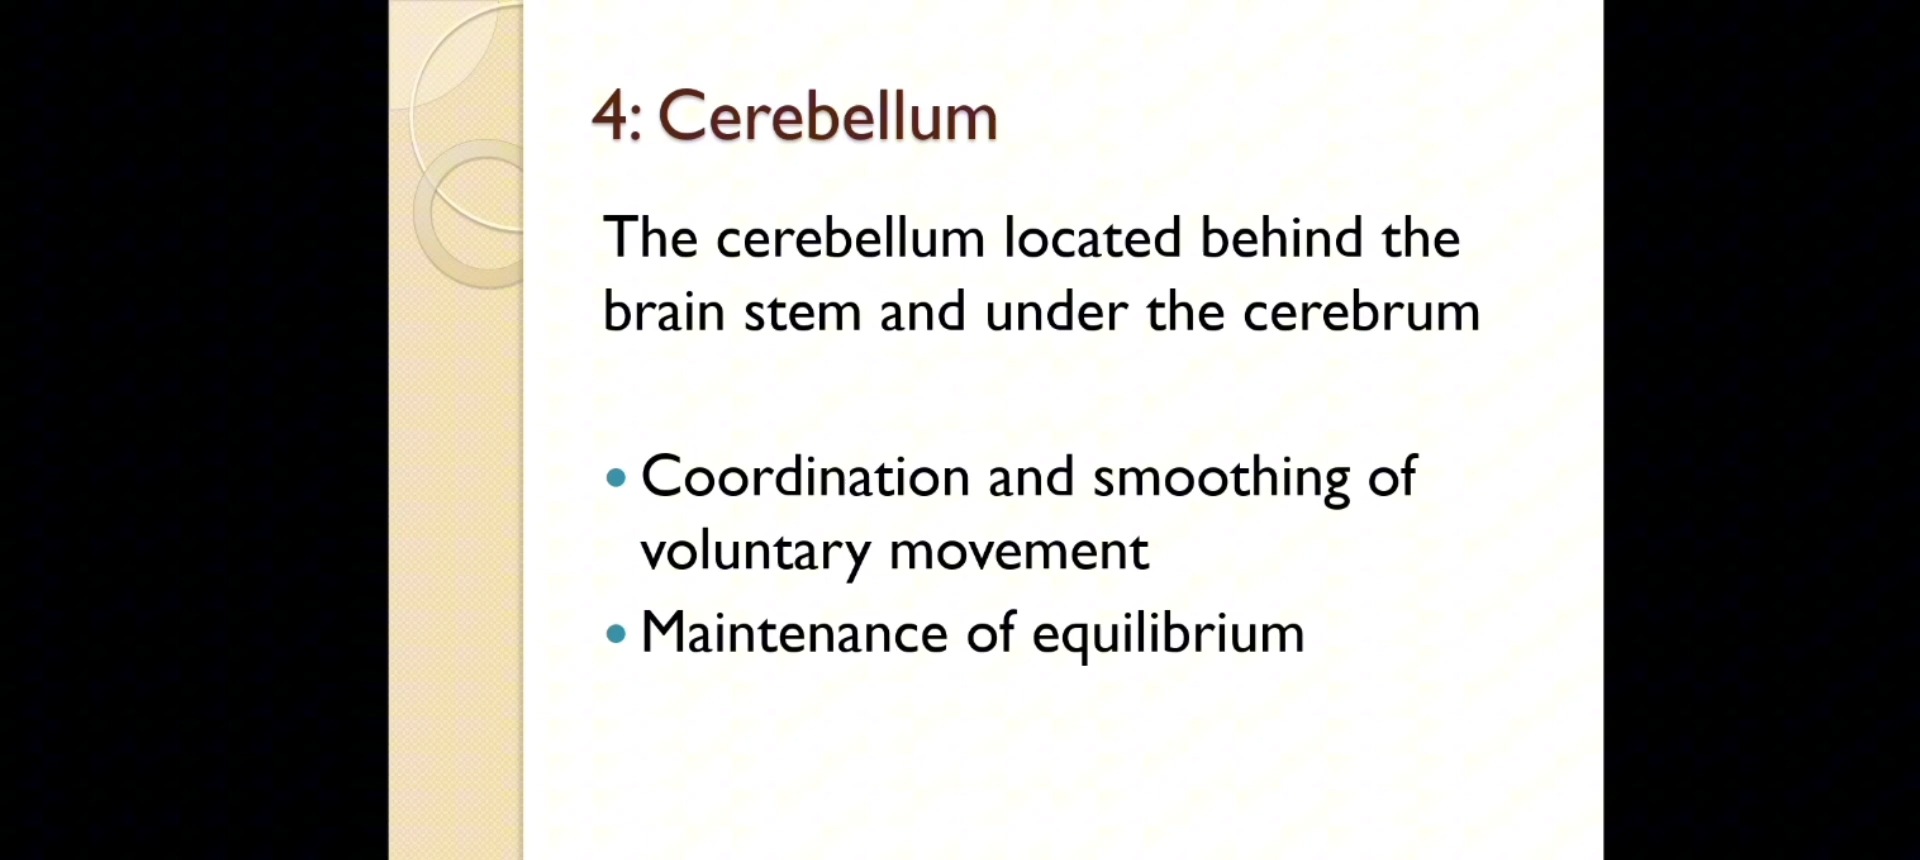 4: Cerebellum
The cerebellum located behind the
brain stem and under the cerebrum
• Coordination and smoothing of
voluntary movement
• Maintenance of equilibrium